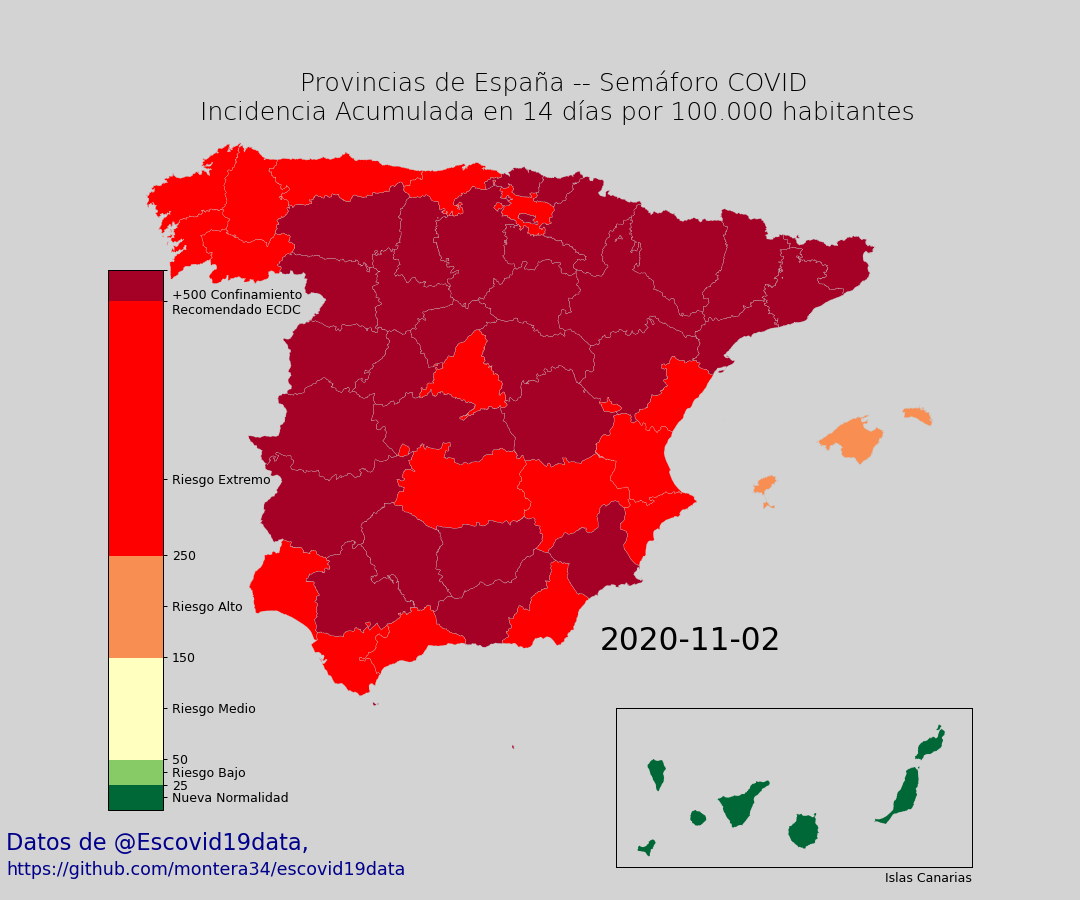 Provincias de España -- Semáforo COVID
Incidencia Acumulada en 14 días por 100.000 habitantes
+500 Confinamiento
Recomendado ECDC
Riesgo Extremo
250
Riesgo Alto
150
Riesgo Medio
50
Riesgo Bajo
25
Nueva Normalidad
2020-11-02
Islas Canarias
Datos de @Escovid19data,
https://github.com/montera34/escovid19data